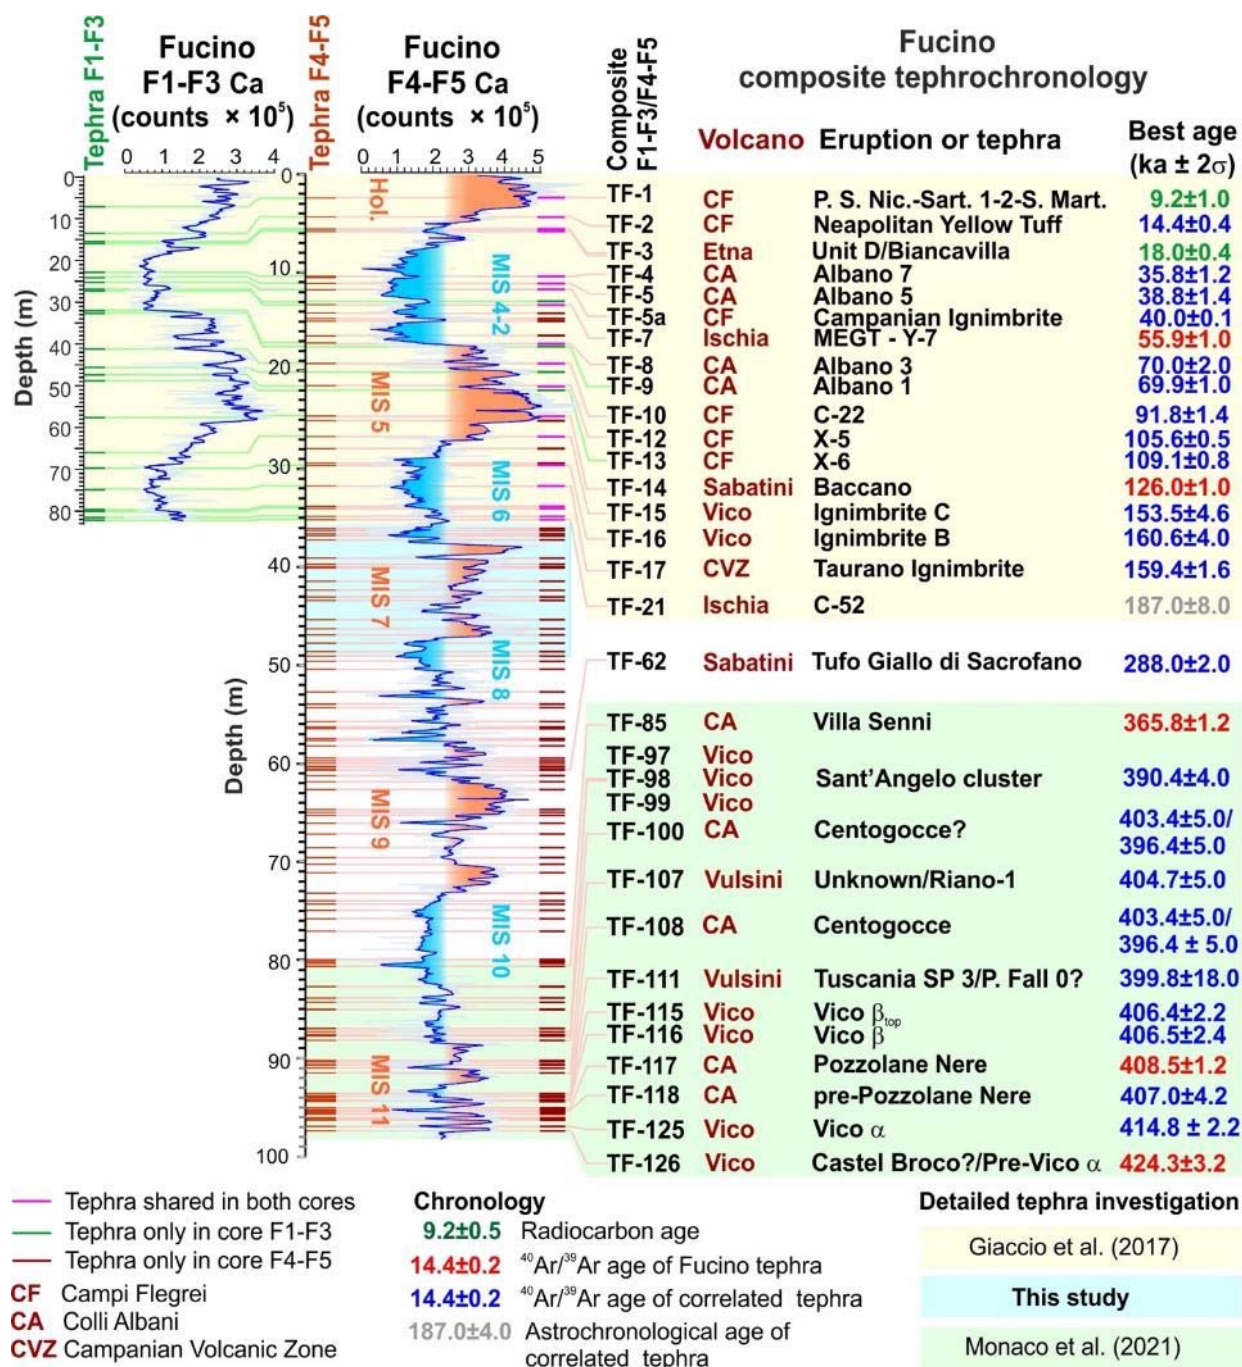 Tephra F1-F3
Fucino
F1-F3 Ca
(counts × 10⁵)
0 1 2 3 4
Tephra F4-F5
Fucino
F4-F5 Ca
(counts × 10⁵)
0 1 2 3 4 5
Composite
F1-F3/F4-F5
Fucino
composite tephrochronology
Volcano Eruption or tephra Best age
(ka ± 2σ)
Depth (m)
0
10
20
30
40
50
60
70
80
Depth (m)
0
10
20
30
40
50
60
70
80
90
100
Hol.
MIS 4-2
MIS 5
MIS 6
MIS 7
MIS 8
MIS 9
MIS 10
MIS 11
TF-1 CF P. S. Nic.-Sart. 1-2-S. Mart. 9.2±1.0
TF-2 CF Neapolitan Yellow Tuff 14.4±0.4
TF-3 Etna Unit D/Biancavilla 18.0±0.4
TF-4 CA Albano 7 35.8±1.2
TF-5 CA Albano 5 38.8±1.4
TF-5a CF Campanian Ignimbrite 40.0±0.1
TF-7 Ischia MEGT - Y-7 55.9±1.0
TF-8 CA Albano 3 70.0±2.0
TF-9 CA Albano 1 69.9±1.0
TF-10 CF C-22 91.8±1.4
TF-12 CF X-5 105.6±0.5
TF-13 CF X-6 109.1±0.8
TF-14 Sabatini Baccano 126.0±1.0
TF-15 Vico Ignimbrite C 153.5±4.6
TF-16 Vico Ignimbrite B 160.6±4.0
TF-17 CVZ Taurano Ignimbrite 159.4±1.6
TF-21 Ischia C-52 187.0±8.0
TF-62 Sabatini Tufo Giallo di Sacrofano 288.0±2.0
TF-85 CA Villa Senni 365.8±1.2
TF-97 Vico
TF-98 Vico Sant'Angelo cluster 390.4±4.0
TF-99 Vico
TF-100 CA Centogocce? 403.4±5.0/
396.4±5.0
TF-107 Vulsini Unknown/Riano-1 404.7±5.0
TF-108 CA Centogocce 403.4±5.0/
396.4 ± 5.0
TF-111 Vulsini Tuscania SP 3/P. Fall 0? 399.8±18.0
TF-115 Vico Vico β top 406.4±2.2
TF-116 Vico Vico β 406.5±2.4
TF-117 CA Pozzolane Nere 408.5±1.2
TF-118 CA pre-Pozzolane Nere 407.0±4.2
TF-125 Vico Vico α 414.8 ± 2.2
TF-126 Vico Castel Broco?/Pre-Vico α 424.3±3.2
Tephra shared in both cores
Tephra only in core F1-F3
Tephra only in core F4-F5
CF Campi Flegrei
CA Colli Albani
CVZ Campanian Volcanic Zone
Chronology
9.2±0.5 Radiocarbon age
14.4±0.2 ⁴⁰Ar/³⁹Ar age of Fucino tephra
14.4±0.2 ⁴⁰Ar/³⁹Ar age of correlated tephra
187.0±4.0 Astrochronological age of
correlated tephra
Detailed tephra investigation
Giaccio et al. (2017)
This study
Monaco et al. (2021)